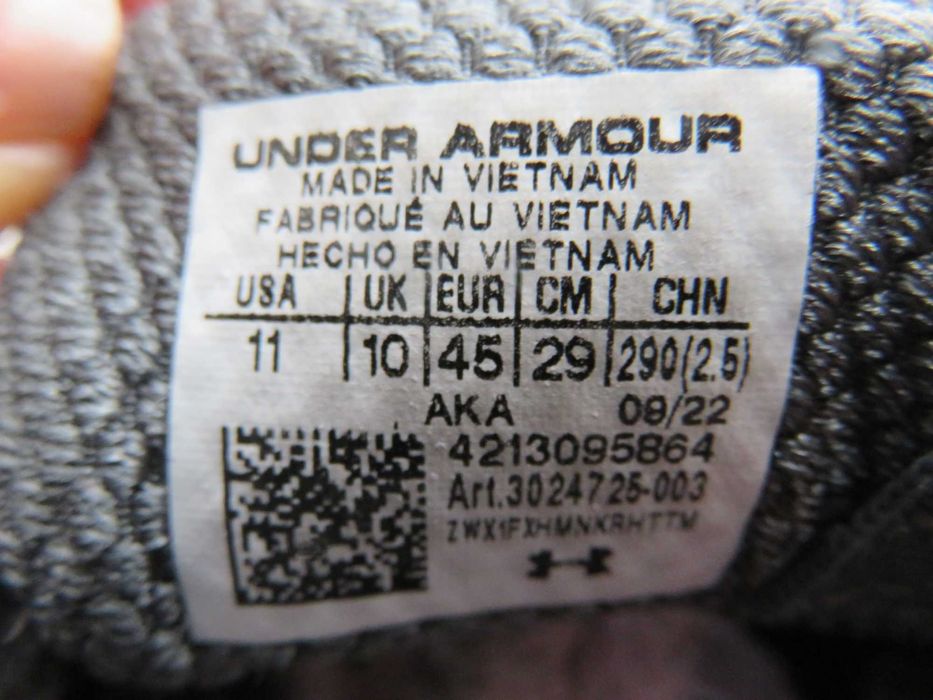 UNDER ARMOUR
MADE IN VIETNAM
FABRIQUÉ AU VIETNAM
HECHO EN VIETNAM
USA | UK | EUR | CM | CHN
11 | 10 | 45 | 29 | 290(2.5)
AKA 09/22
4213095864
Art.3024725-003
ZWX1FXHMNKRHTTM